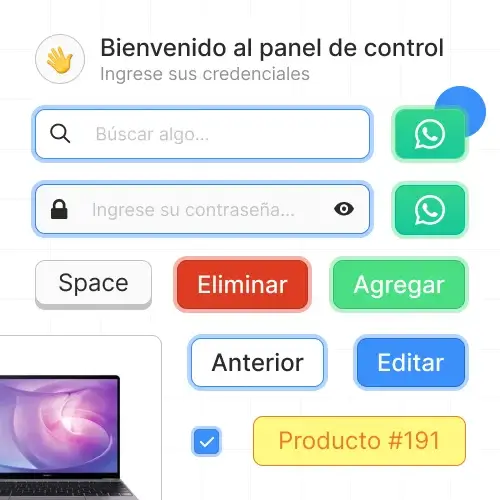 Bienvenido al panel de control
Ingrese sus credenciales
Búscar algo...
Ingrese su contraseña...
Space
Eliminar
Agregar
Anterior
Editar
Producto #191